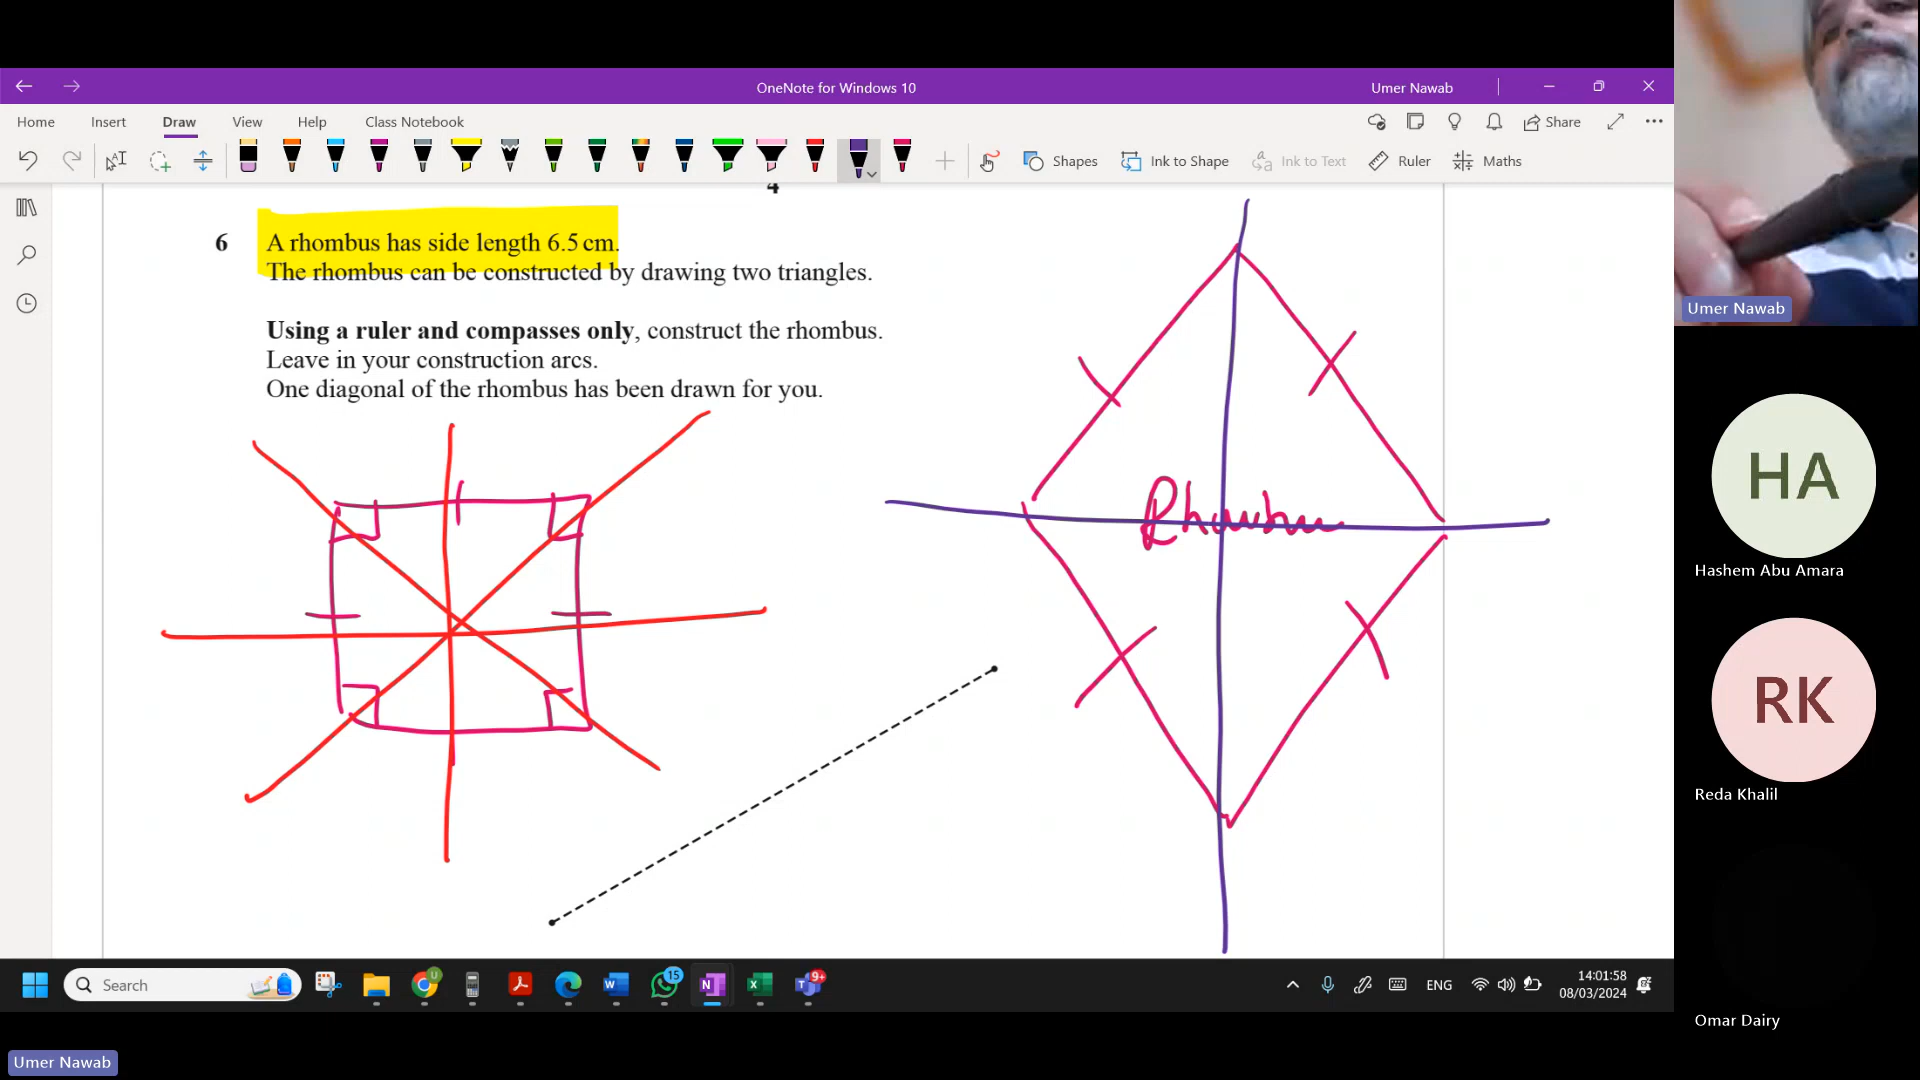 OneNote for Windows 10
Umer Nawab
Home Insert Draw View Help Class Notebook
Share
Shapes Ink to Shape Ink to Text Ruler Maths
4
6 A rhombus has side length 6.5 cm.
The rhombus can be constructed by drawing two triangles.
Using a ruler and compasses only, construct the rhombus.
Leave in your construction arcs.
One diagonal of the rhombus has been drawn for you.
Umer Nawab
HA
Hashem Abu Amara
RK
Reda Khalil
Omar Dairy
Search
U
15
9+
ENG
14:01:58
08/03/2024
Umer Nawab